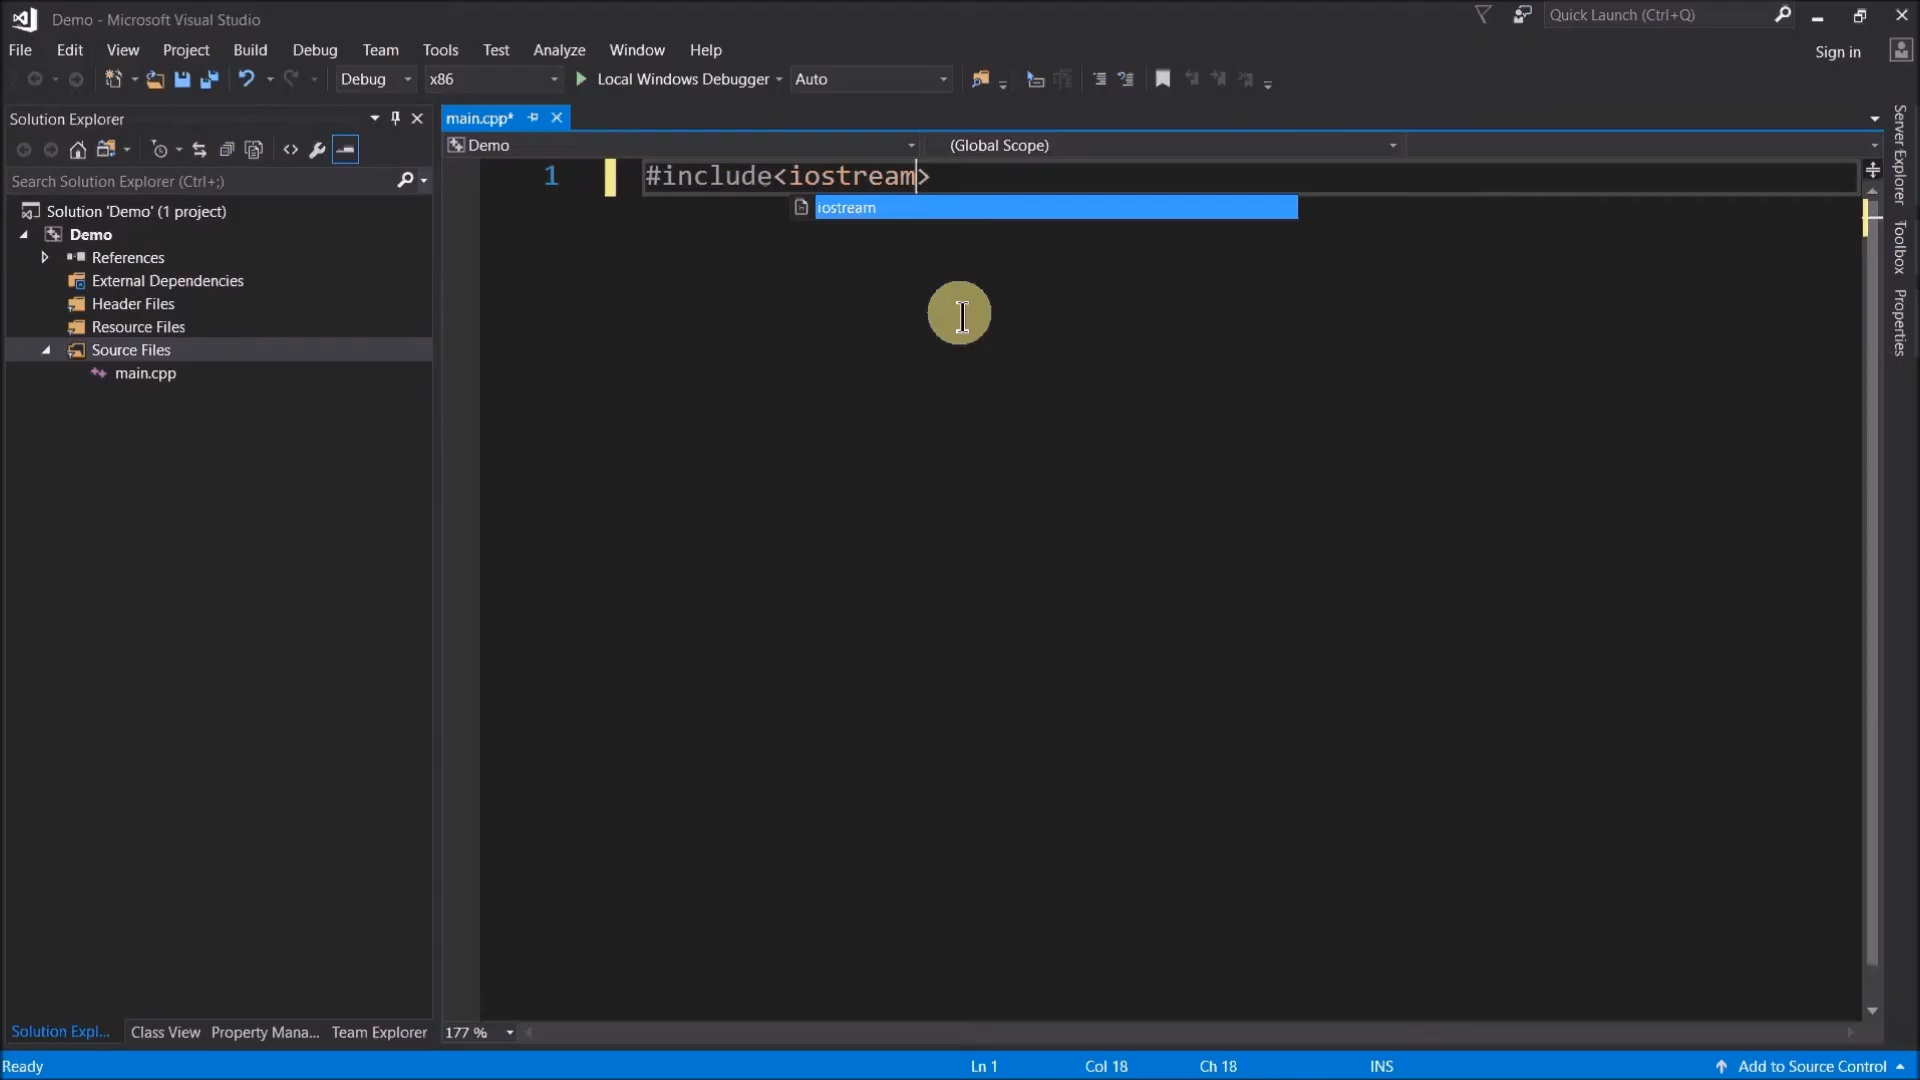 Demo - Microsoft Visual Studio
Quick Launch (Ctrl+Q)
File Edit View Project Build Debug Team Tools Test Analyze Window Help
Sign in
Debug x86 Local Windows Debugger Auto
Solution Explorer
Search Solution Explorer (Ctrl+;)
Solution 'Demo' (1 project)
Demo
References
External Dependencies
Header Files
Resource Files
Source Files
main.cpp
Solution Expl... Class View Property Mana... Team Explorer
main.cpp*
Demo (Global Scope)
1 #include<iostream>
iostream
177 %
Server Explorer
Toolbox
Properties
Ready Ln 1 Col 18 Ch 18 INS Add to Source Control